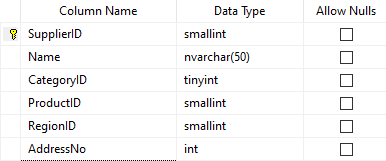 Column Name Data Type Allow Nulls
SupplierID smallint
Name nvarchar(50)
CategoryID tinyint
ProductID smallint
RegionID smallint
AddressNo int